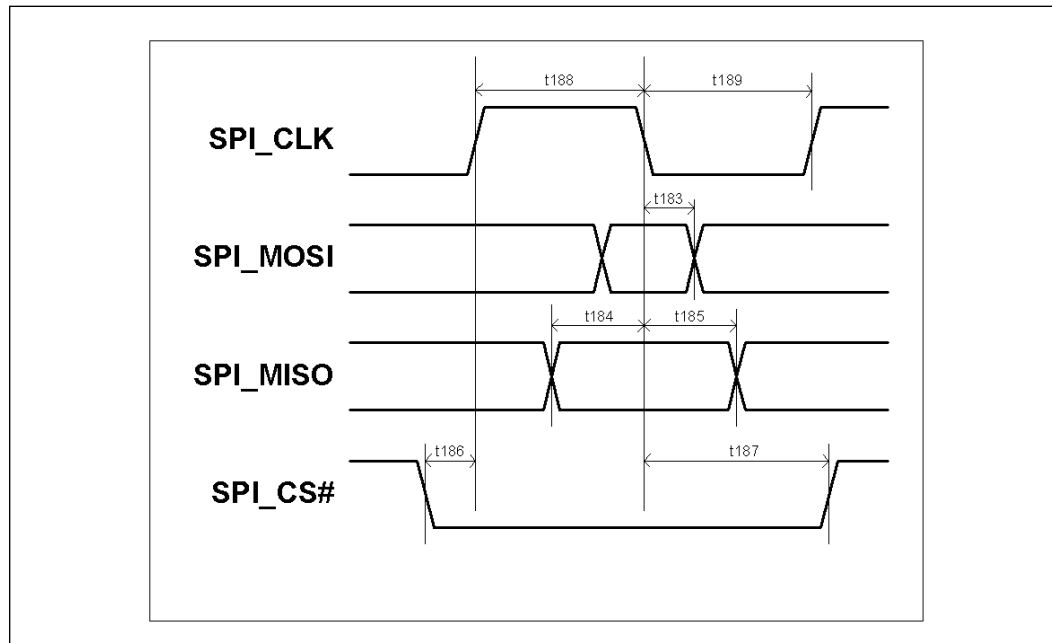 t188
t189
SPI_CLK
t183
SPI_MOSI
t184
t185
SPI_MISO
t186
t187
SPI_CS#